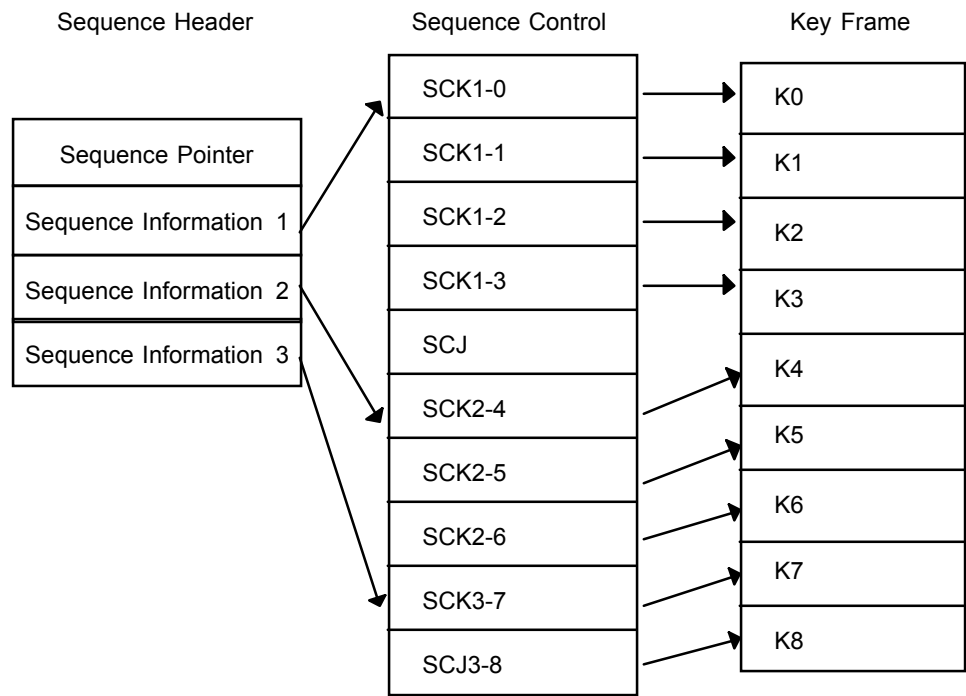 Sequence Header
Sequence Control
Key Frame
Sequence Pointer
Sequence Information 1
Sequence Information 2
Sequence Information 3
SCK1-0
SCK1-1
SCK1-2
SCK1-3
SCJ
SCK2-4
SCK2-5
SCK2-6
SCK3-7
SCJ3-8
K0
K1
K2
K3
K4
K5
K6
K7
K8